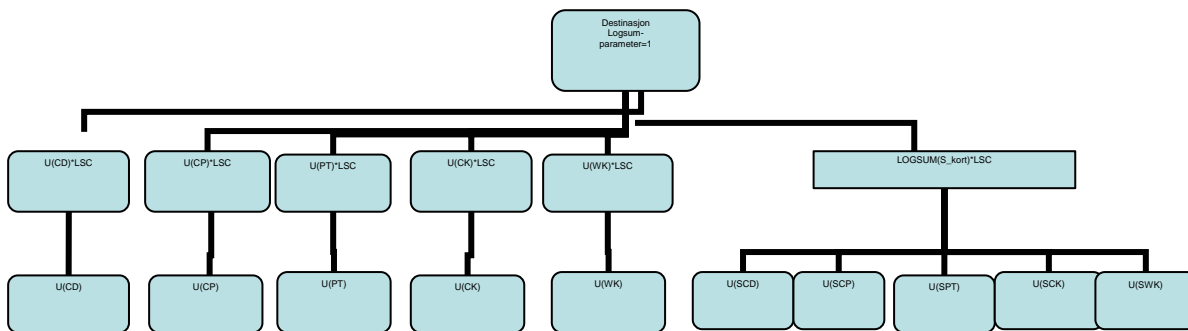 Destinasjon
Logsum-
parameter=1
U(CD)*LSC
U(CP)*LSC
U(PT)*LSC
U(CK)*LSC
U(WK)*LSC
LOGSUM(S_kort)*LSC
U(CD)
U(CP)
U(PT)
U(CK)
U(WK)
U(SCD)
U(SCP)
U(SPT)
U(SCK)
U(SWK)